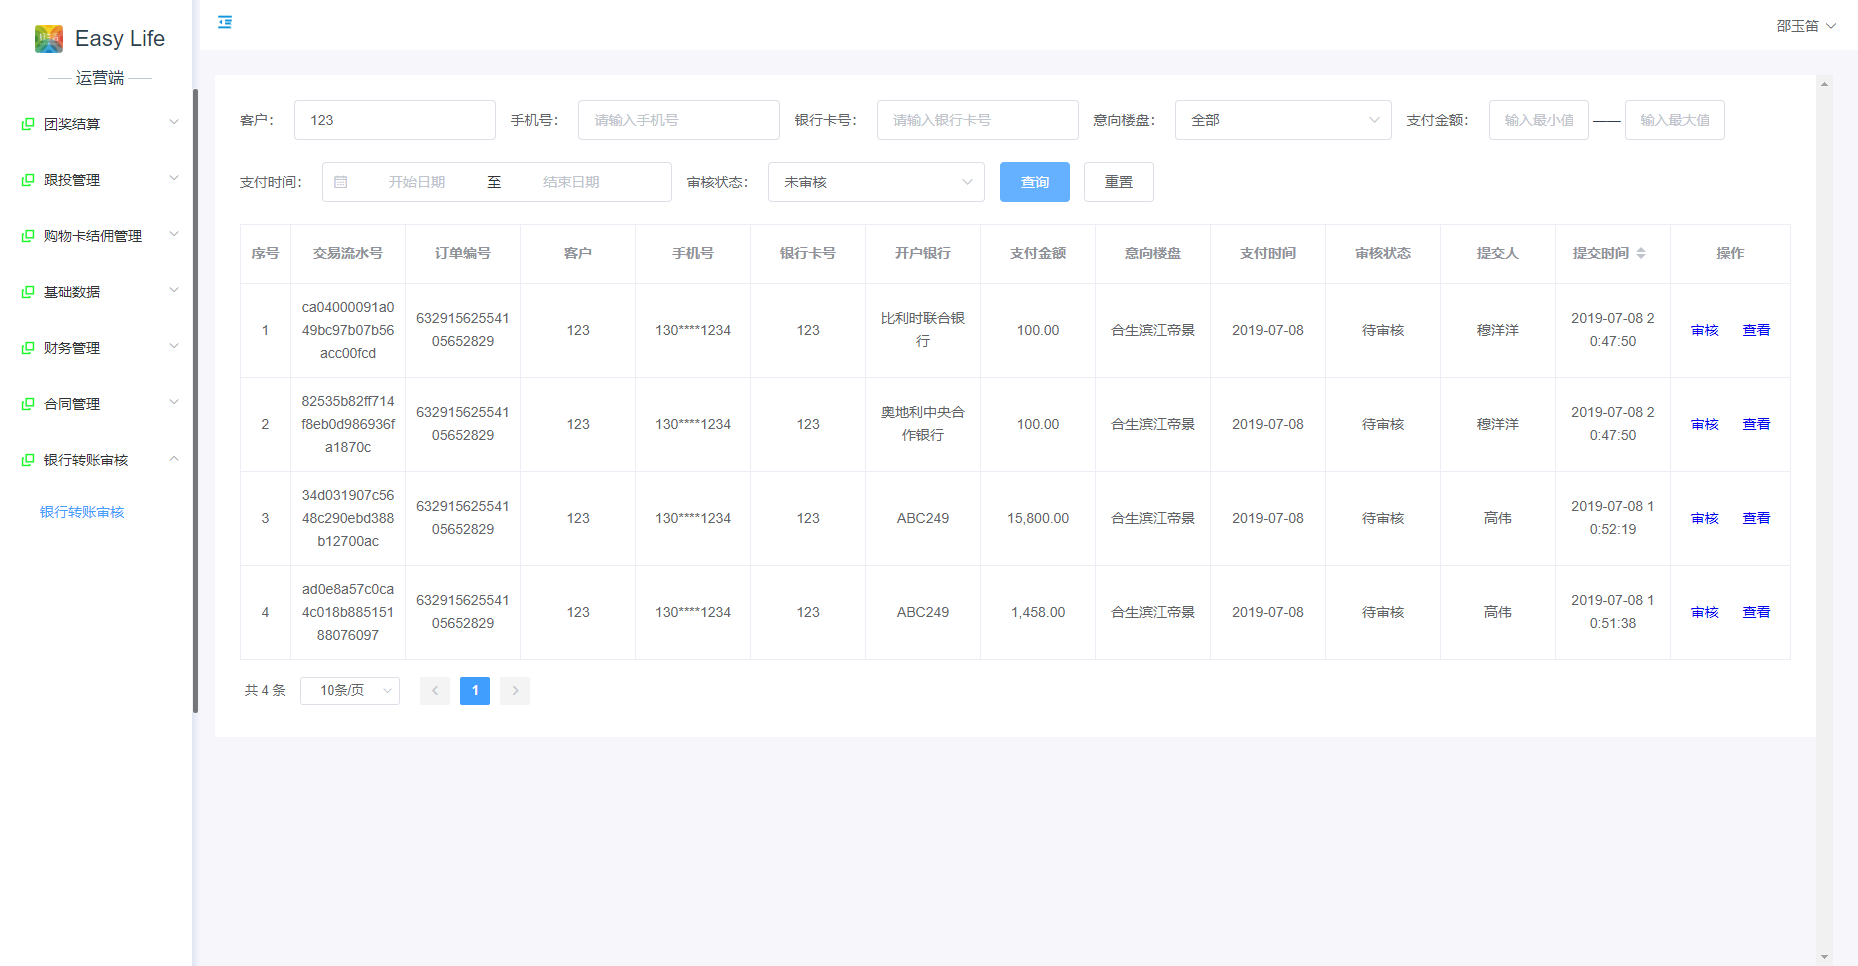 Easy Life
运营端
团奖结算
跟投管理
购物卡结佣管理
基础数据
财务管理
合同管理
银行转账审核
银行转账审核
邵玉笛
客户： 123 手机号： 请输入手机号 银行卡号： 请输入银行卡号 意向楼盘： 全部 支付金额： 输入最小值 —— 输入最大值
支付时间： 开始日期 至 结束日期 审核状态： 未审核 查询 重置
序号 交易流水号 订单编号 客户 手机号 银行卡号 开户银行 支付金额 意向楼盘 支付时间 审核状态 提交人 提交时间 操作
1 ca04000091a049bc97b07b56acc00fcd 63291562554105652829 123 130****1234 123 比利时联合银行 100.00 合生滨江帝景 2019-07-08 待审核 穆洋洋 2019-07-08 20:47:50 审核 查看
2 82535b82ff714f8eb0d986936fa1870c 63291562554105652829 123 130****1234 123 奥地利中央合作银行 100.00 合生滨江帝景 2019-07-08 待审核 穆洋洋 2019-07-08 20:47:50 审核 查看
3 34d031907c5648c290ebd388b12700ac 63291562554105652829 123 130****1234 123 ABC249 15,800.00 合生滨江帝景 2019-07-08 待审核 高伟 2019-07-08 10:52:19 审核 查看
4 ad0e8a57c0ca4c018b88515188076097 63291562554105652829 123 130****1234 123 ABC249 1,458.00 合生滨江帝景 2019-07-08 待审核 高伟 2019-07-08 10:51:38 审核 查看
共 4 条 10条/页 1